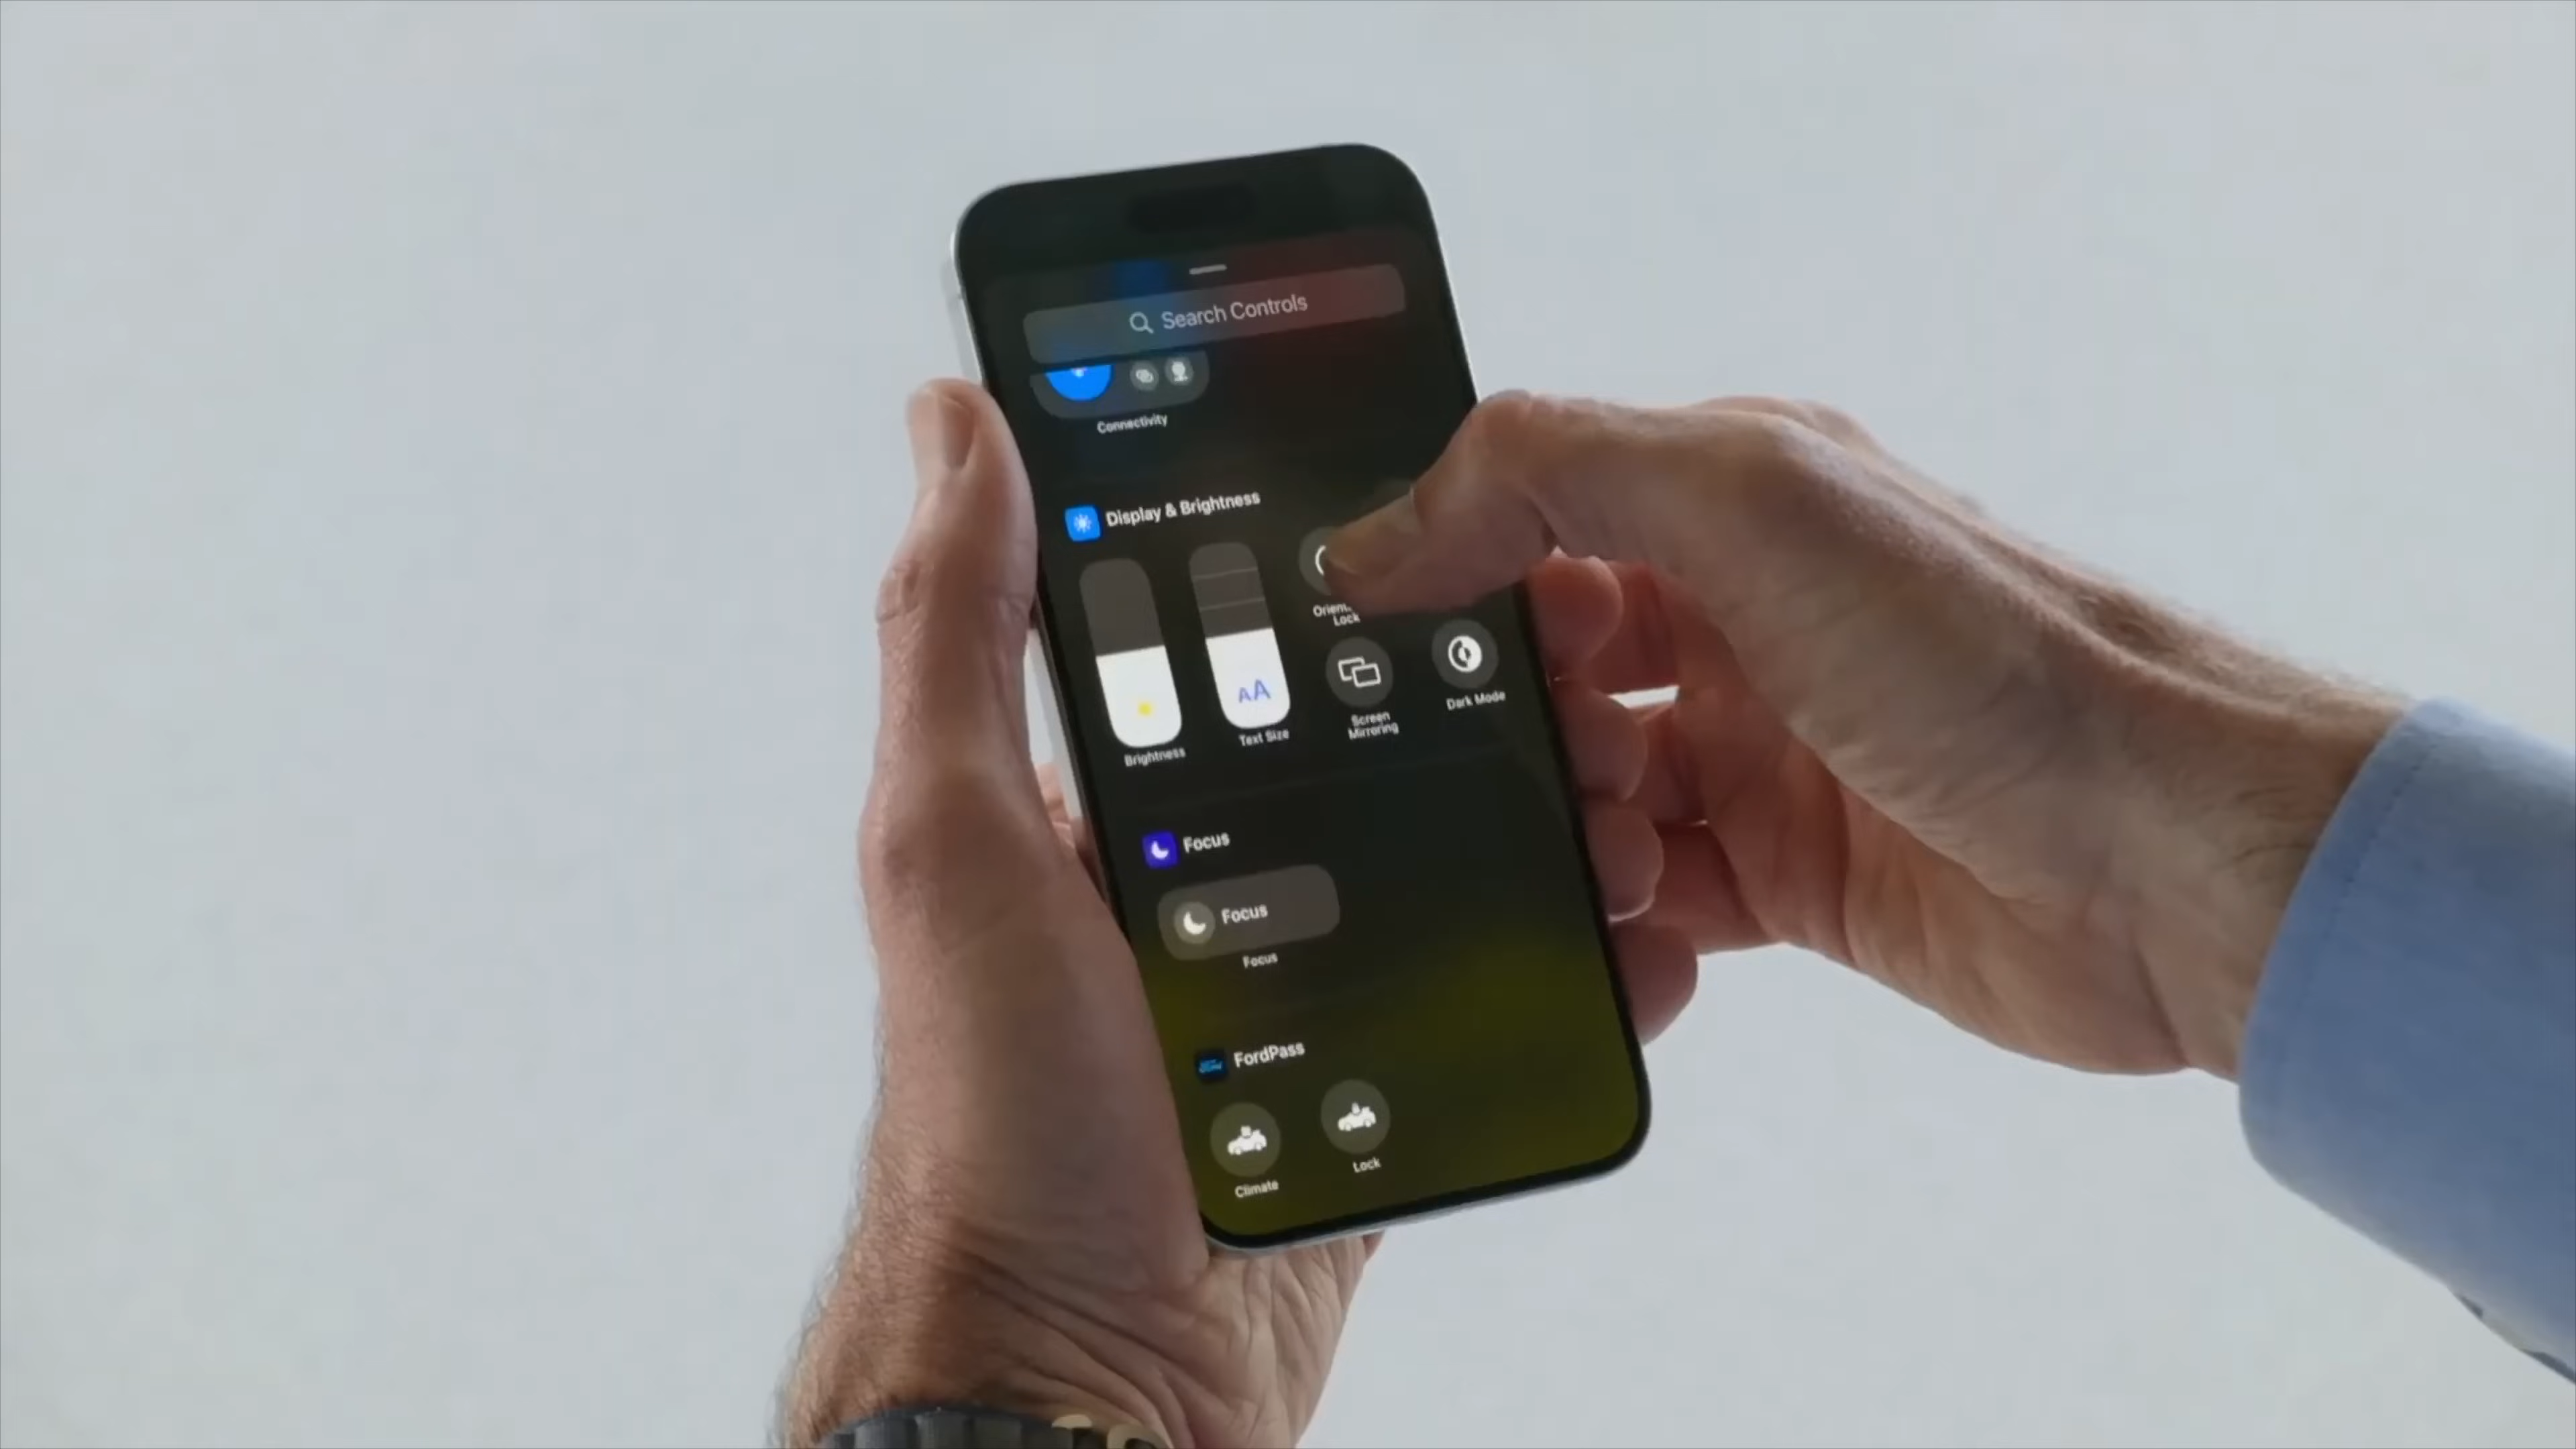 Search Controls
Connectivity
Display & Brightness
Lock
AA
Brightness
Text Size
Screen
Mirroring
Dark Mode
Focus
Focus
Focus
FordPass
Climate
Lock